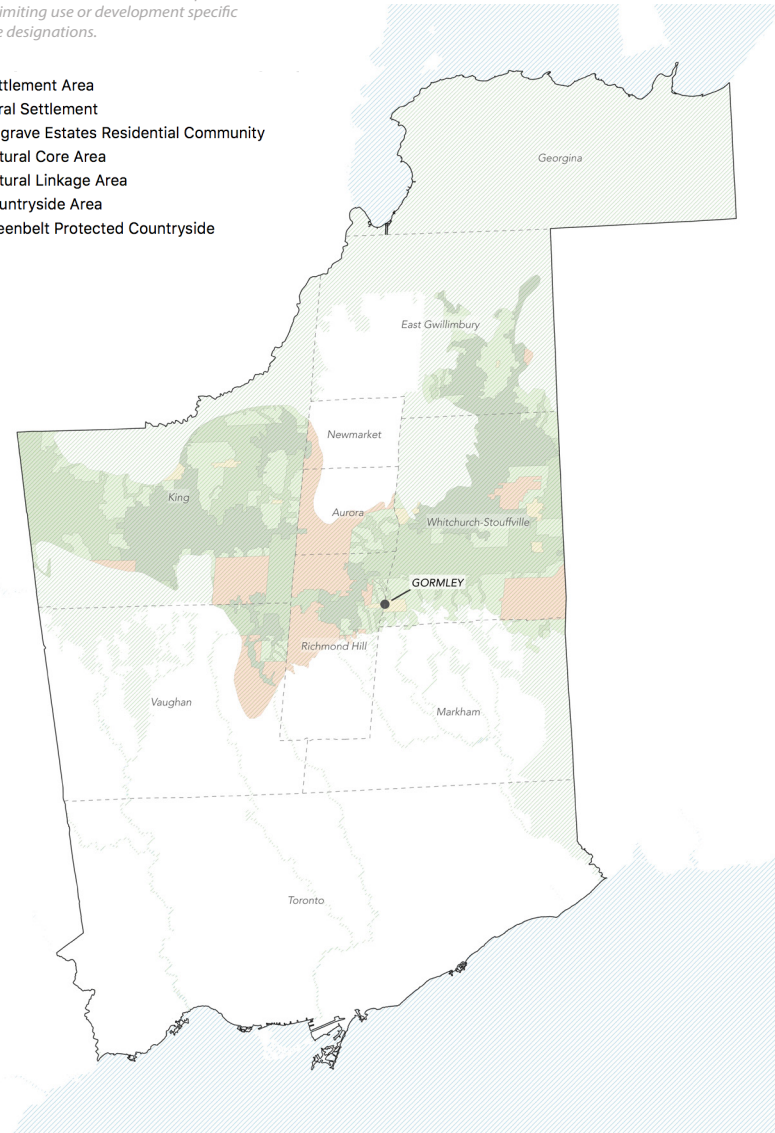 limiting use or development specific
e designations.
ttlement Area
ral Settlement
grave Estates Residential Community
tural Core Area
tural Linkage Area
untryside Area
eenbelt Protected Countryside
Georgina
East Gwillimbury
Newmarket
King
Aurora
Whitchurch-Stouffville
GORMLEY
Richmond Hill
Vaughan
Markham
Toronto